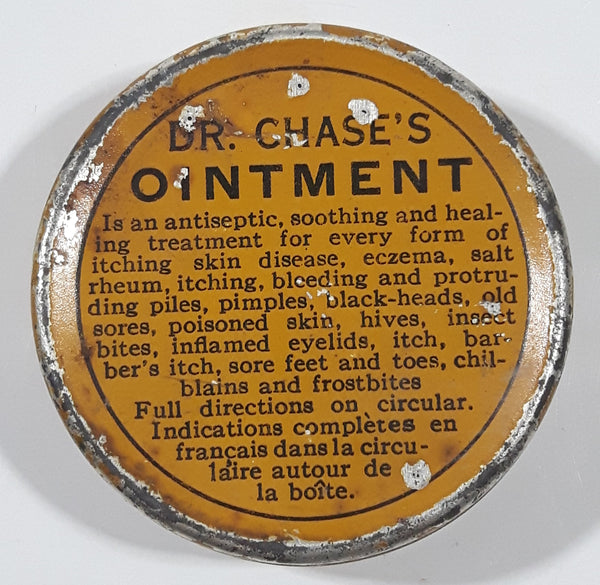 DR. CHASE'S
OINTMENT
Is an antiseptic, soothing and heal-
ing treatment for every form of
itching skin disease, eczema, salt
rheum, itching, bleeding and protru-
ding piles, pimples, black-heads, old
sores, poisoned skin, hives, insect
bites, inflamed eyelids, itch, bar-
ber's itch, sore feet and toes, chil-
blains and frostbites
Full directions on circular.
Indications complètes en
français dans la circu-
laire autour de
la boîte.